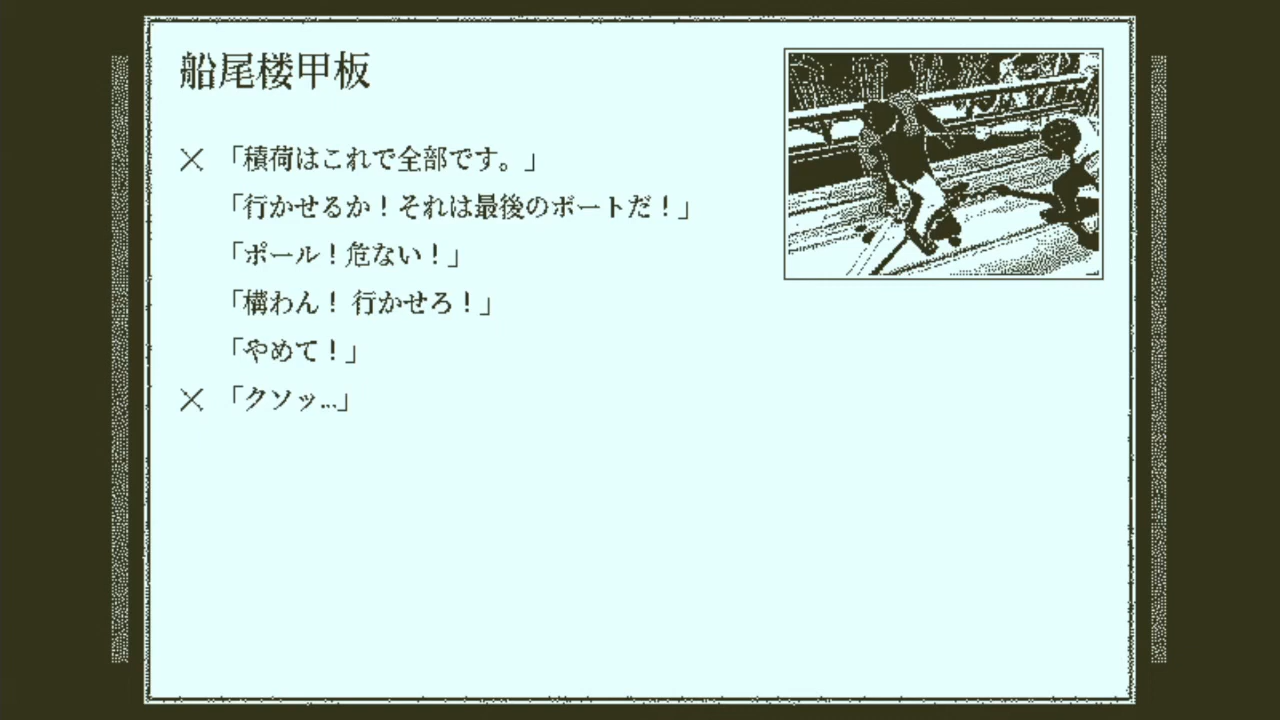 船尾楼甲板
× 「積荷はこれで全部です。」
「行かせるか！それは最後のボートだ！」
「ポール！危ない！」
「構わん！ 行かせろ！」
「やめて！」
× 「クソッ...」